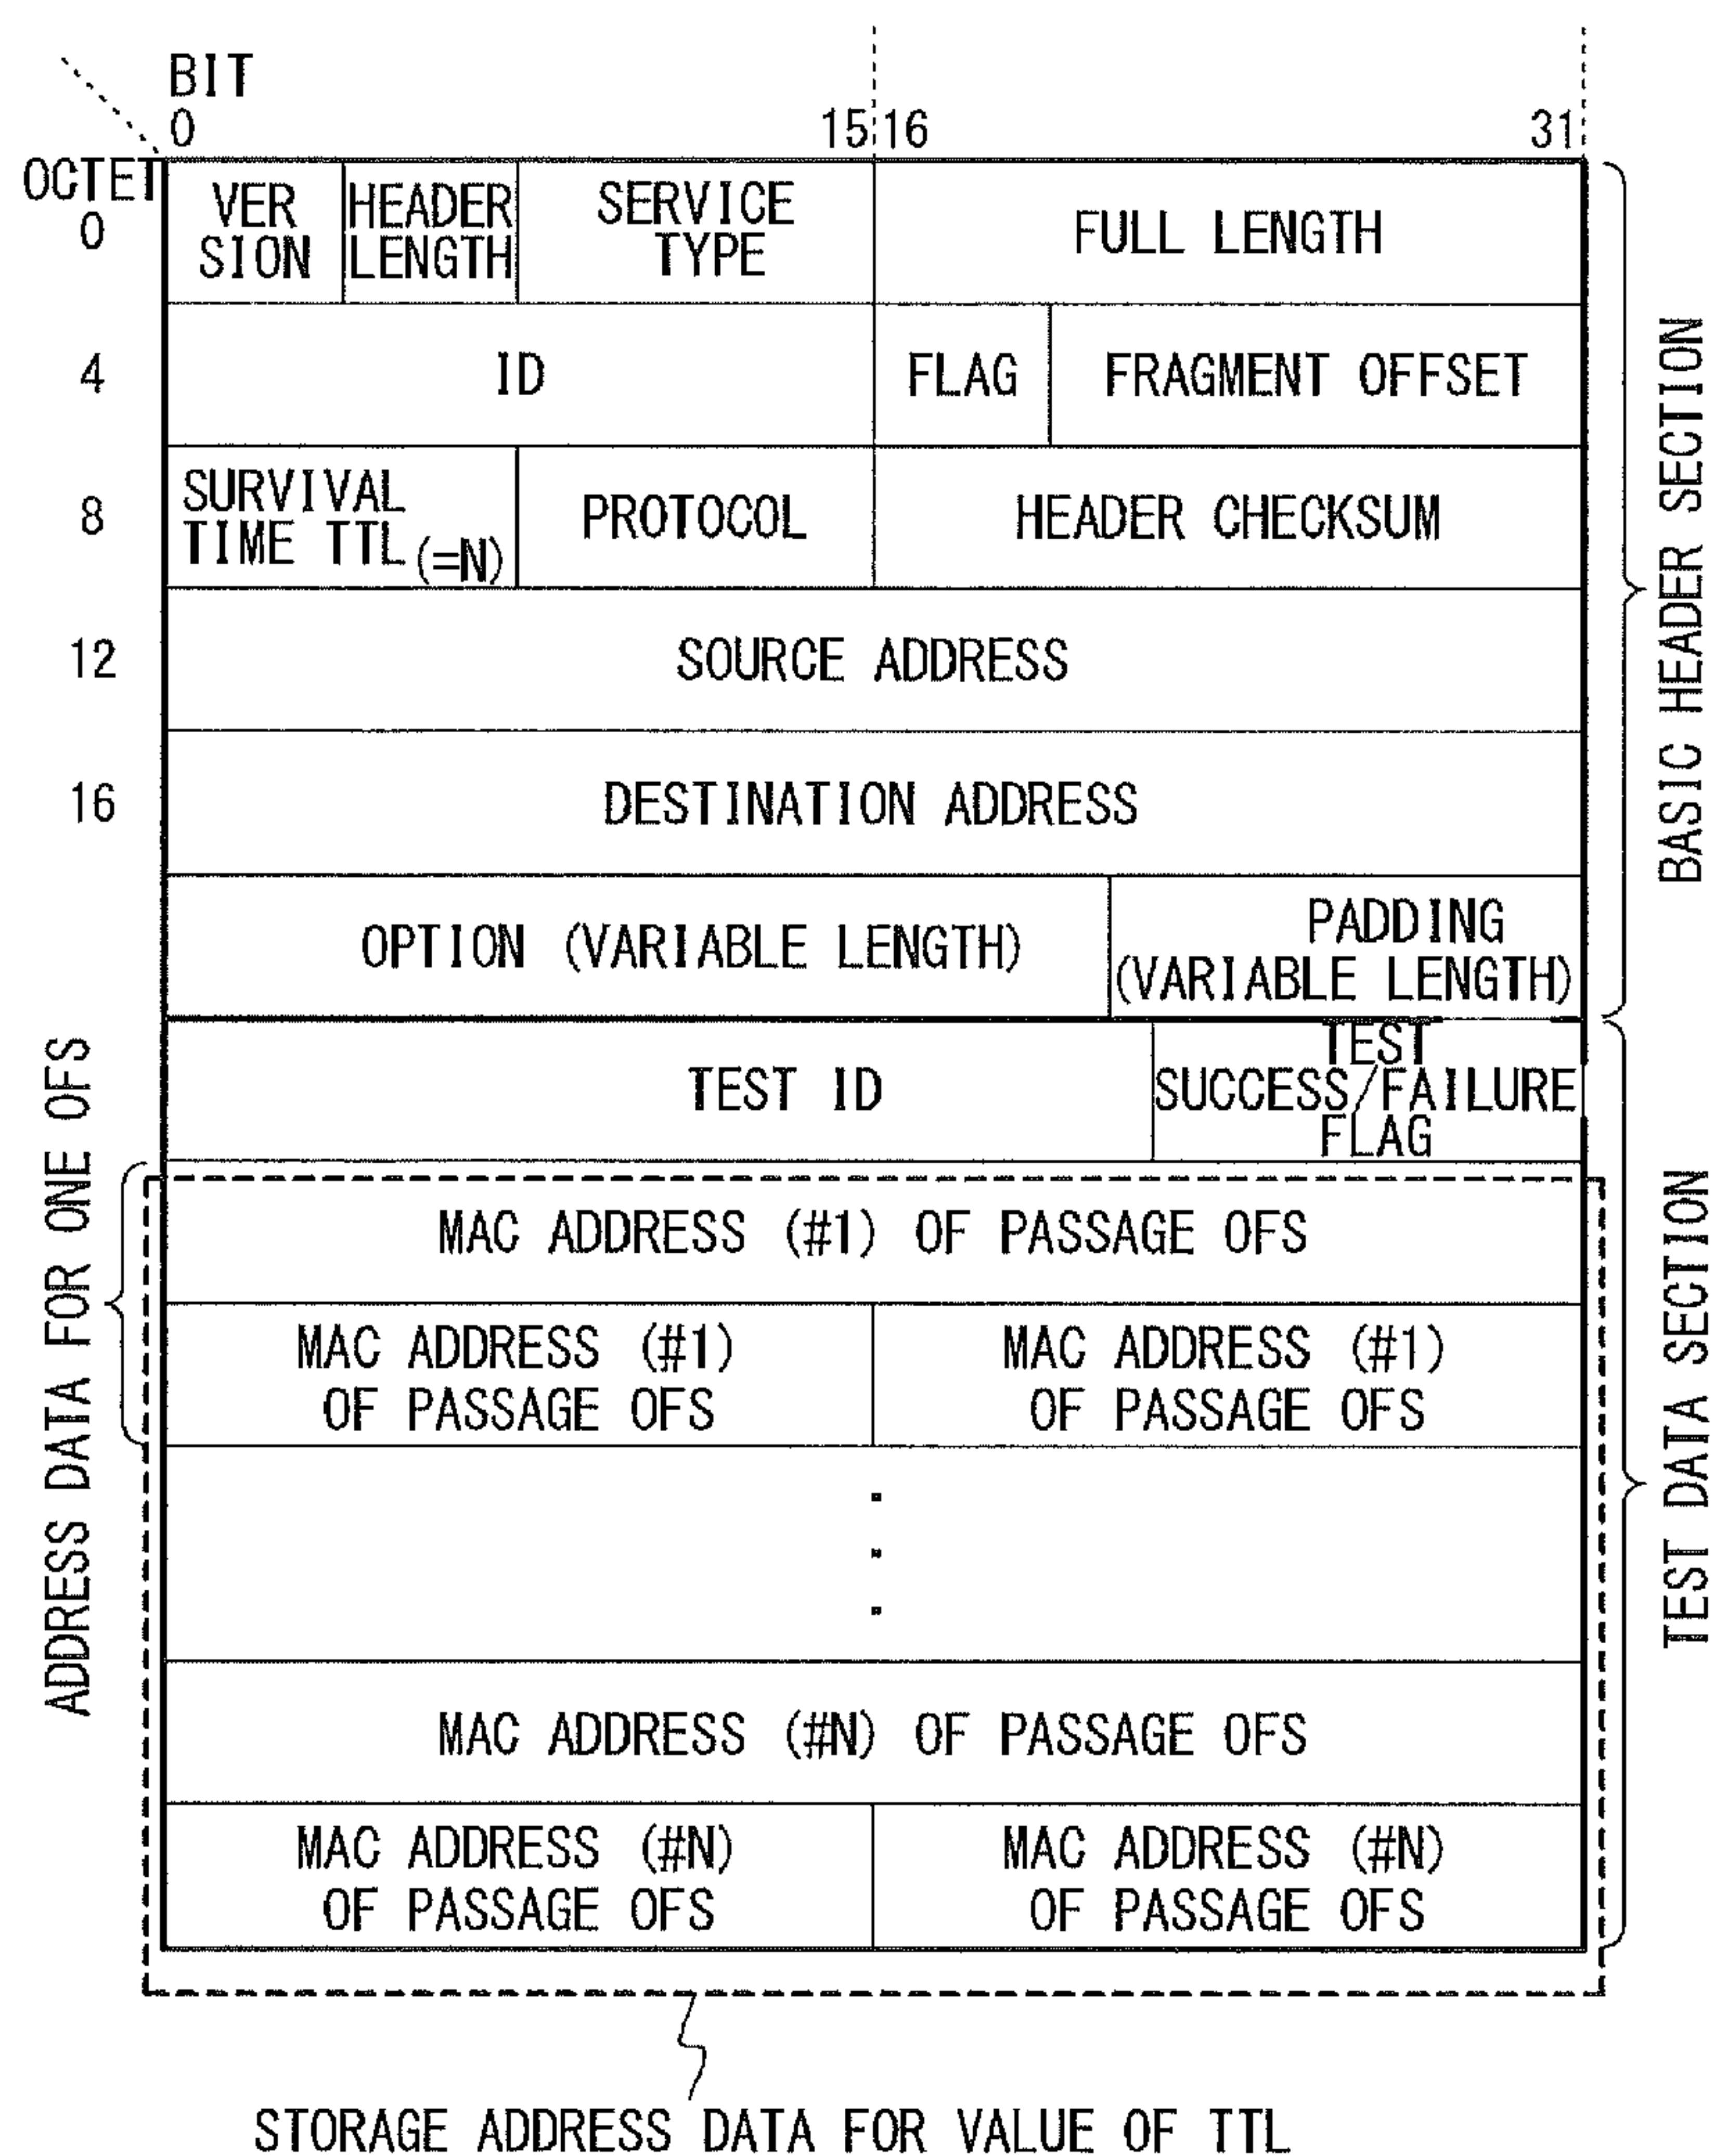 BIT
0
15 16
31
OCTET
0
VER
SION
HEADER
LENGTH
SERVICE
TYPE
FULL LENGTH
4
ID
FLAG
FRAGMENT OFFSET
8
SURVIVAL
TIME TTL (=N)
PROTOCOL
HEADER CHECKSUM
12
SOURCE ADDRESS
16
DESTINATION ADDRESS
OPTION (VARIABLE LENGTH)
PADDING
(VARIABLE LENGTH)
BASIC HEADER SECTION
TEST ID
TEST
SUCCESS/FAILURE
FLAG
ADDRESS DATA FOR ONE OFS
MAC ADDRESS (#1) OF PASSAGE OFS
MAC ADDRESS (#1)
OF PASSAGE OFS
MAC ADDRESS (#1)
OF PASSAGE OFS
MAC ADDRESS (#N) OF PASSAGE OFS
MAC ADDRESS (#N)
OF PASSAGE OFS
MAC ADDRESS (#N)
OF PASSAGE OFS
TEST DATA SECTION
STORAGE ADDRESS DATA FOR VALUE OF TTL